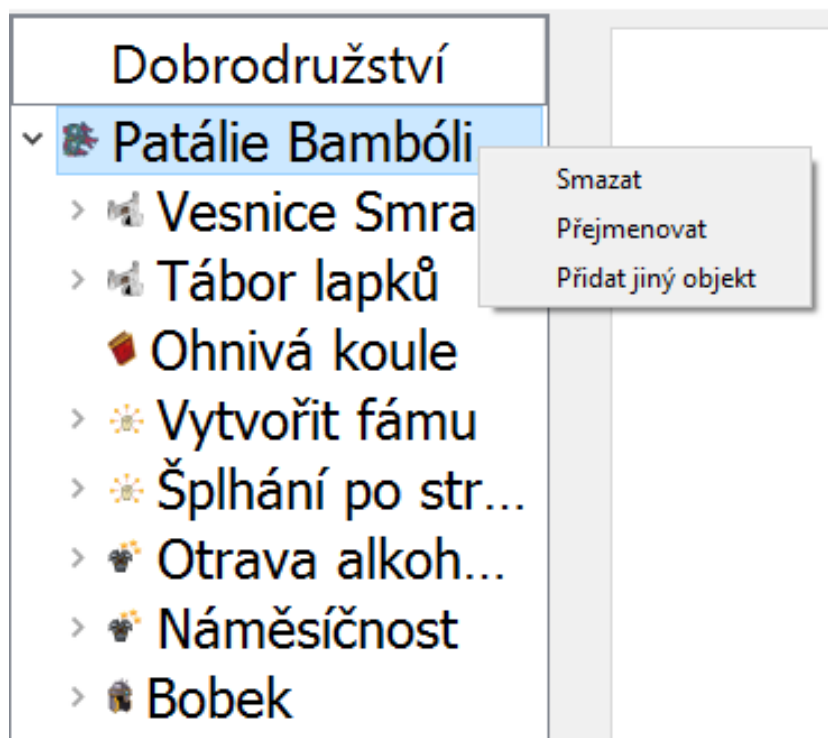 Dobrodružství
Patálie Bambóli
Smazat
Vesnice Smra
Přejmenovat
Tábor lapků
Přidat jiný objekt
Ohnivá koule
Vytvořit fámu
Šplhání po str...
Otrava alkoh...
Náměsíčnost
Bobek